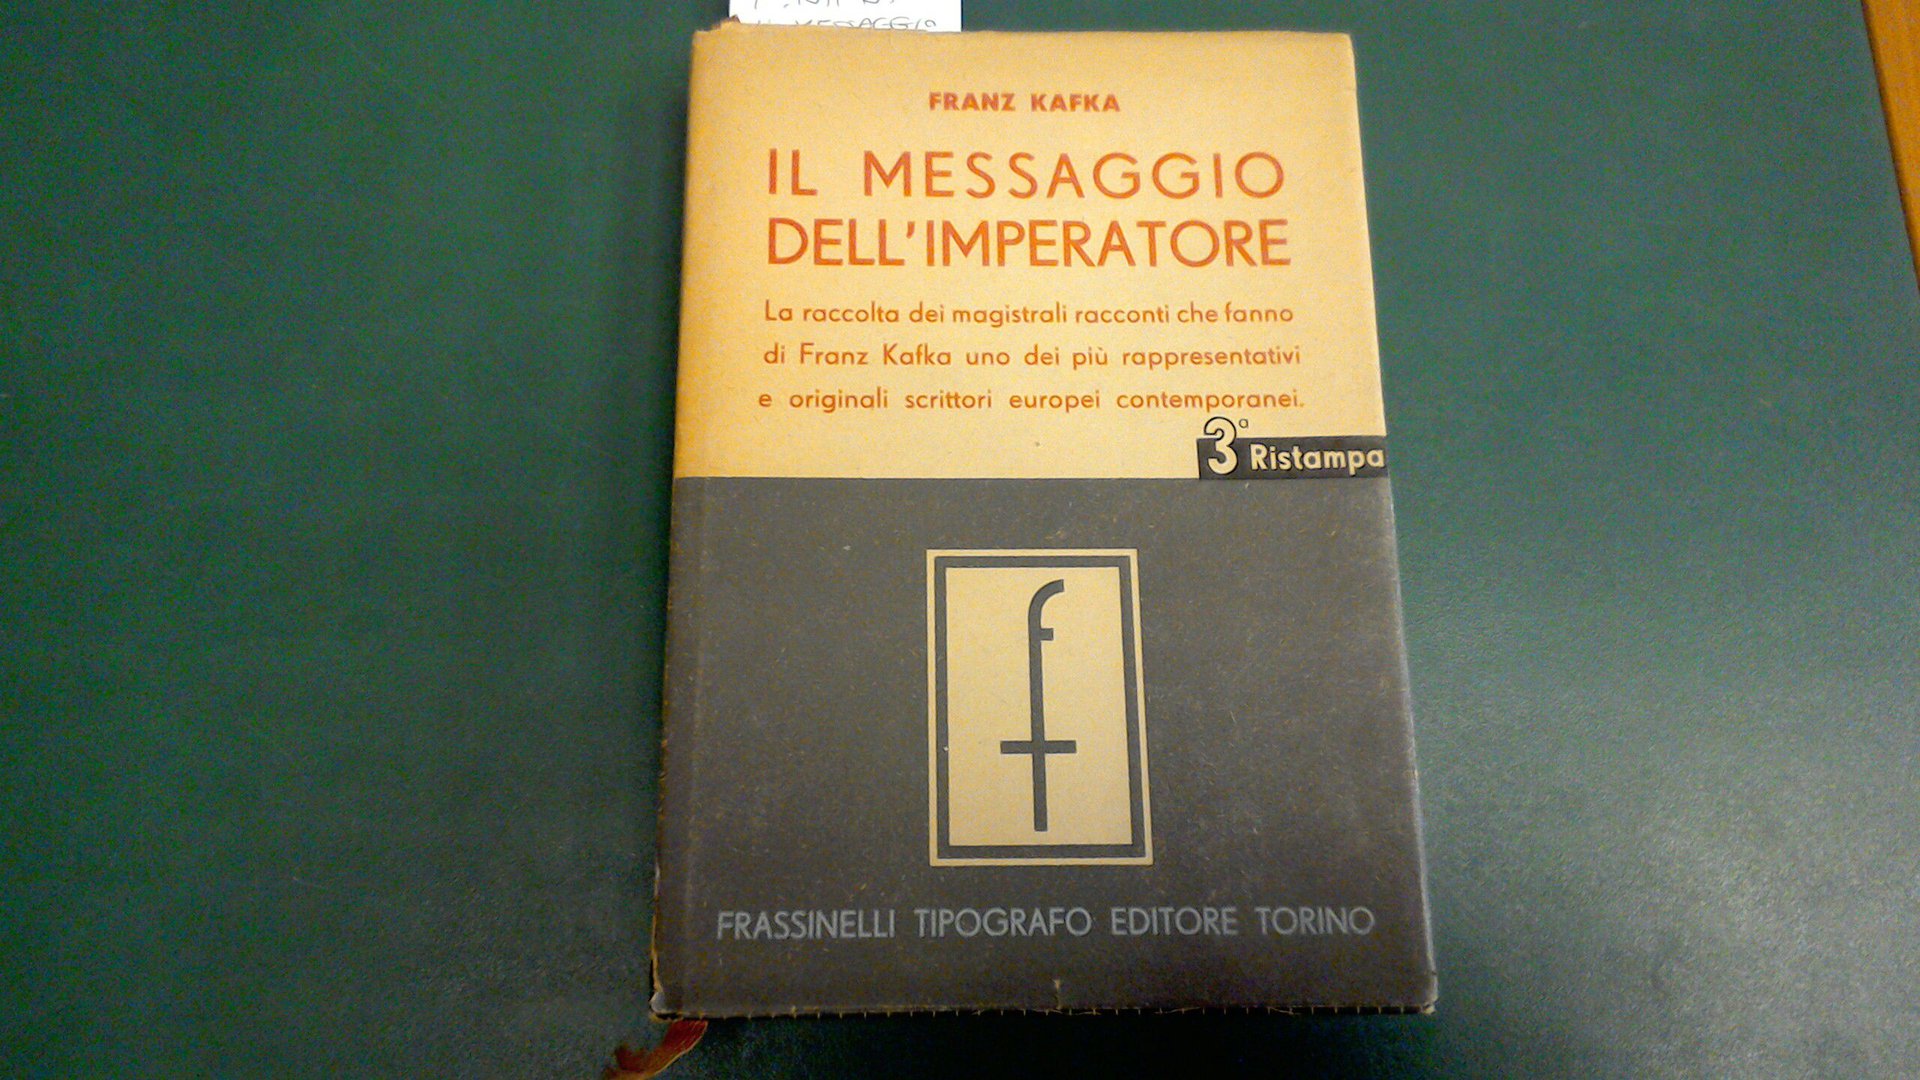 MESSAGGIO
FRANZ KAFKA
IL MESSAGGIO
DELL'IMPERATORE
La raccolta dei magistrali racconti che fanno
di Franz Kafka uno dei più rappresentativi
e originali scrittori europei contemporanei.
3ª Ristampa
f
FRASSINELLI TIPOGRAFO EDITORE TORINO